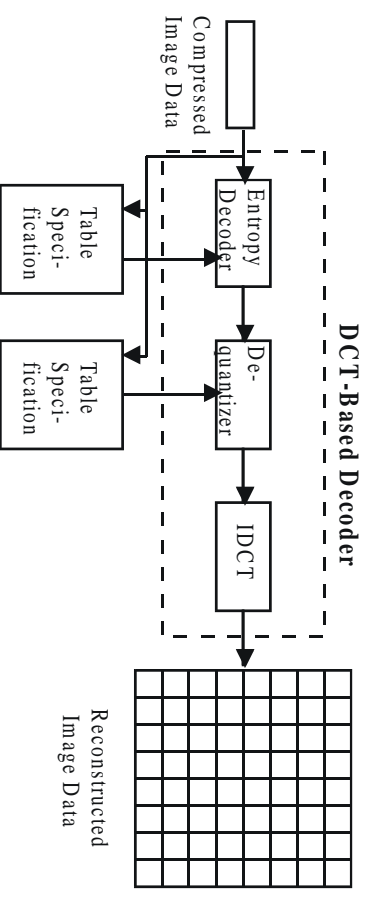 DCT-Based Decoder
Compressed
Image Data
Entropy
Decoder
De-
quantizer
IDCT
Table
Speci-
fication
Table
Speci-
fication
Reconstructed
Image Data